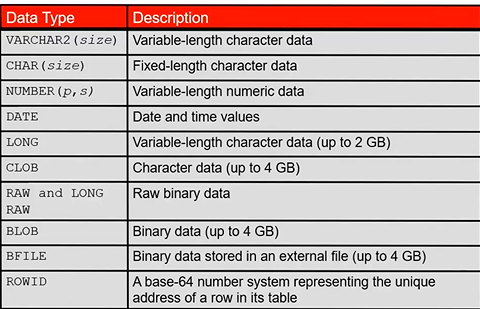 Data Type Description
VARCHAR2(size) Variable-length character data
CHAR(size) Fixed-length character data
NUMBER(p,s) Variable-length numeric data
DATE Date and time values
LONG Variable-length character data (up to 2 GB)
CLOB Character data (up to 4 GB)
RAW and LONG Raw binary data
RAW
BLOB Binary data (up to 4 GB)
BFILE Binary data stored in an external file (up to 4 GB)
ROWID A base-64 number system representing the unique
address of a row in its table